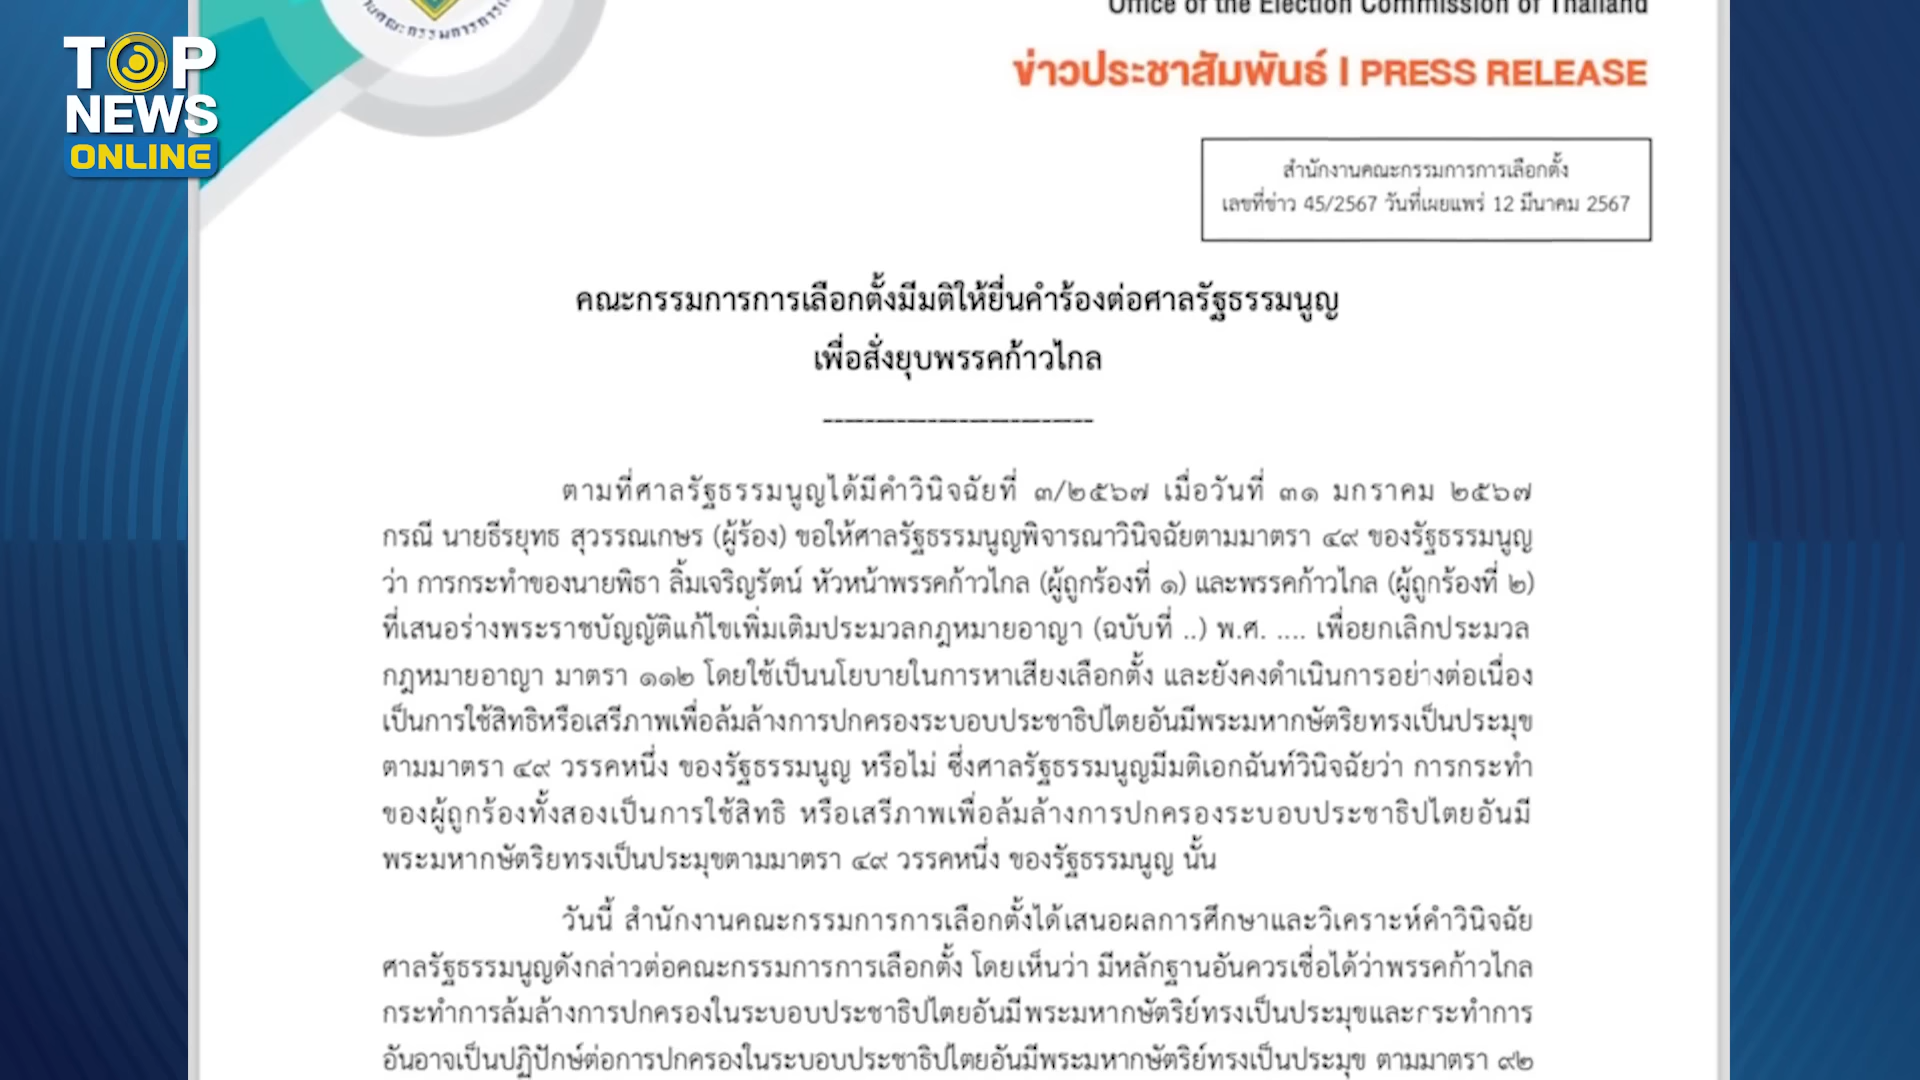 TOP
NEWS
ONLINE
Office of the Election Commission of Thailand
ข่าวประชาสัมพันธ์ | PRESS RELEASE
สำนักงานคณะกรรมการการเลือกตั้ง
เลขที่ข่าว 45/2567 วันที่เผยแพร่ 12 มีนาคม 2567
คณะกรรมการการเลือกตั้งมีมติให้ยื่นคำร้องต่อศาลรัฐธรรมนูญ
เพื่อสั่งยุบพรรคก้าวไกล
--------------------------
ตามที่ศาลรัฐธรรมนูญได้มีคำวินิจฉัยที่ ๓/๒๕๖๗ เมื่อวันที่ ๓๑ มกราคม ๒๕๖๗
กรณี นายธีรยุทธ สุวรรณเกษร (ผู้ร้อง) ขอให้ศาลรัฐธรรมนูญพิจารณาวินิจฉัยตามมาตรา ๔๙ ของรัฐธรรมนูญ
ว่า การกระทำของนายพิธา ลิ้มเจริญรัตน์ หัวหน้าพรรคก้าวไกล (ผู้ถูกร้องที่ ๑) และพรรคก้าวไกล (ผู้ถูกร้องที่ ๒)
ที่เสนอร่างพระราชบัญญัติแก้ไขเพิ่มเติมประมวลกฎหมายอาญา (ฉบับที่ ..) พ.ศ. .... เพื่อยกเลิกประมวล
กฎหมายอาญา มาตรา ๑๑๒ โดยใช้เป็นนโยบายในการหาเสียงเลือกตั้ง และยังคงดำเนินการอย่างต่อเนื่อง
เป็นการใช้สิทธิหรือเสรีภาพเพื่อล้มล้างการปกครองระบอบประชาธิปไตยอันมีพระมหากษัตริยทรงเป็นประมุข
ตามมาตรา ๔๙ วรรคหนึ่ง ของรัฐธรรมนูญ หรือไม่ ซึ่งศาลรัฐธรรมนูญมีมติเอกฉันท์วินิจฉัยว่า การกระทำ
ของผู้ถูกร้องทั้งสองเป็นการใช้สิทธิ หรือเสรีภาพเพื่อล้มล้างการปกครองระบอบประชาธิปไตยอันมี
พระมหากษัตริยทรงเป็นประมุขตามมาตรา ๔๙ วรรคหนึ่ง ของรัฐธรรมนูญ นั้น
วันนี้ สำนักงานคณะกรรมการการเลือกตั้งได้เสนอผลการศึกษาและวิเคราะห์คำวินิจฉัย
ศาลรัฐธรรมนูญดังกล่าวต่อคณะกรรมการการเลือกตั้ง โดยเห็นว่า มีหลักฐานอันควรเชื่อได้ว่าพรรคก้าวไกล
กระทำการล้มล้างการปกครองในระบอบประชาธิปไตยอันมีพระมหากษัตริย์ทรงเป็นประมุขและกระทำการ
อันอาจเป็นปฏิปักษ์ต่อการปกครองในระบอบประชาธิปไตยอันมีพระมหากษัตริย์ทรงเป็นประมุข ตามมาตรา ๙๒